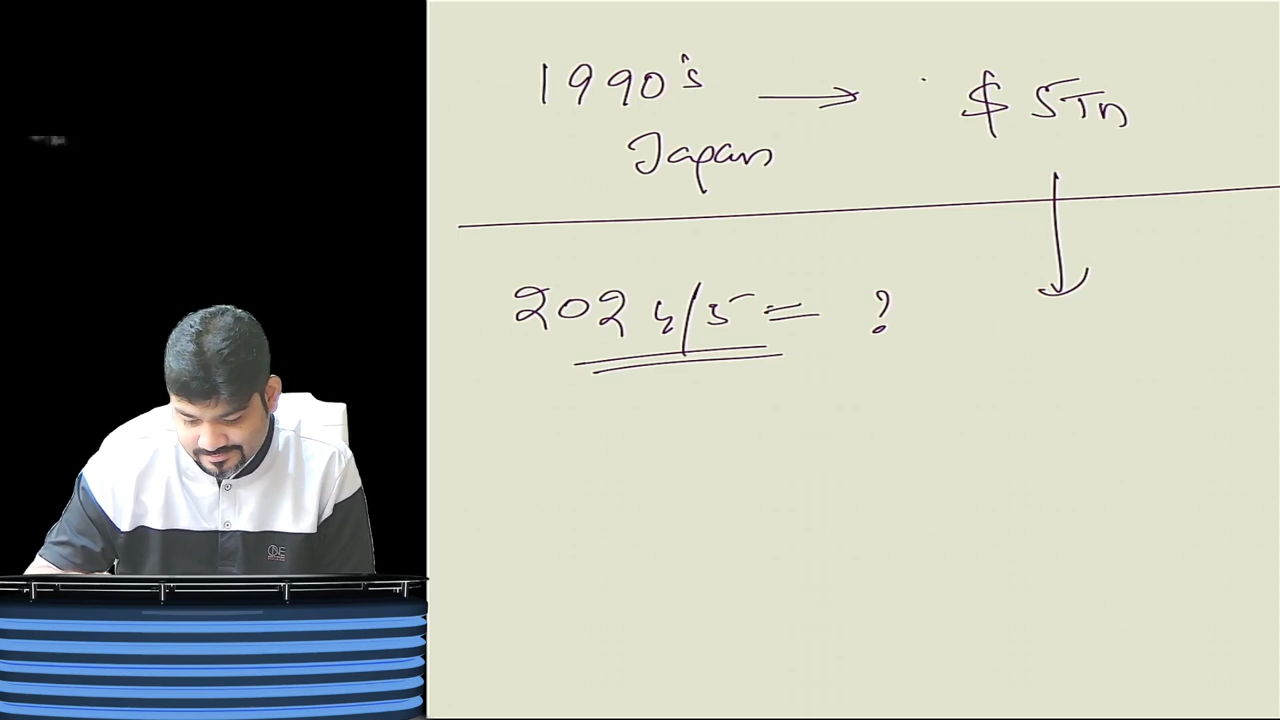 1990's → $ 5Tn
Japan
2024/5 = ?